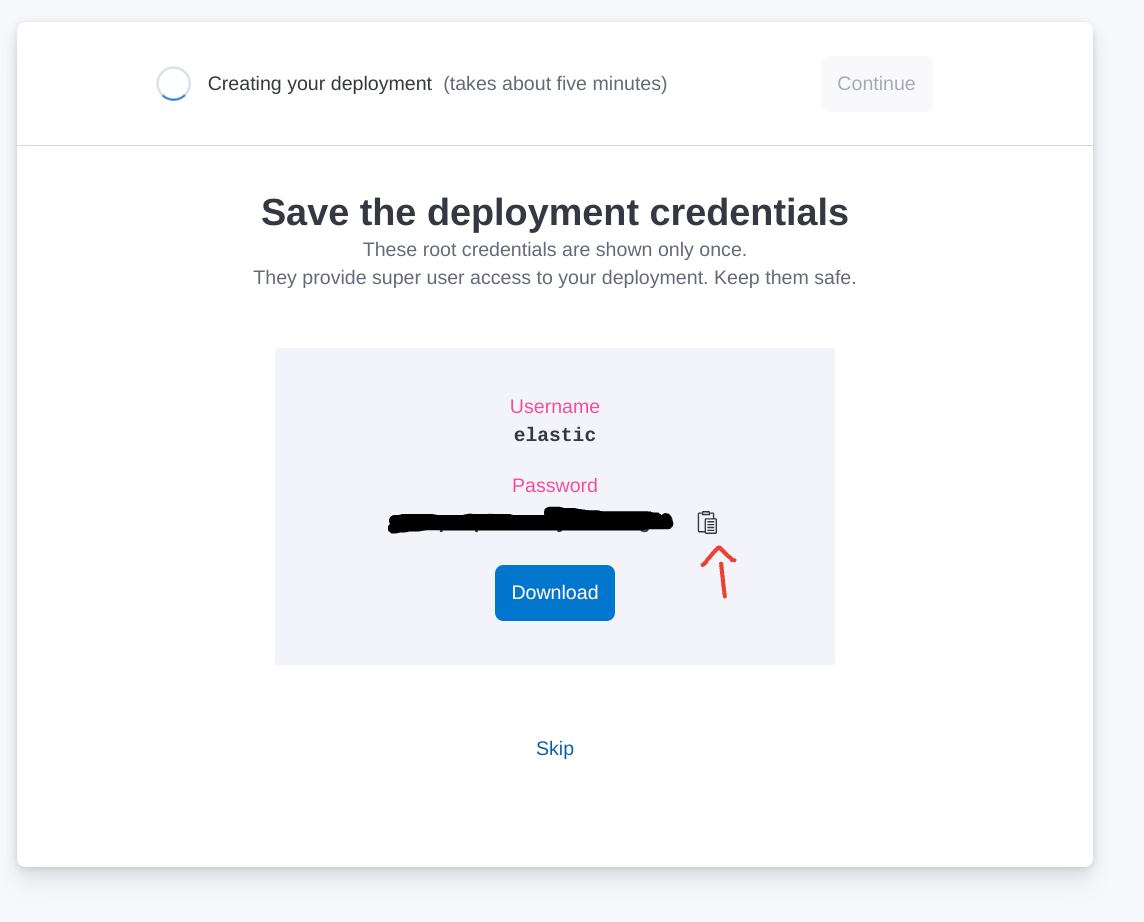 Creating your deployment (takes about five minutes)
Continue
Save the deployment credentials
These root credentials are shown only once.
They provide super user access to your deployment. Keep them safe.
Username
elastic
Password
Download
Skip